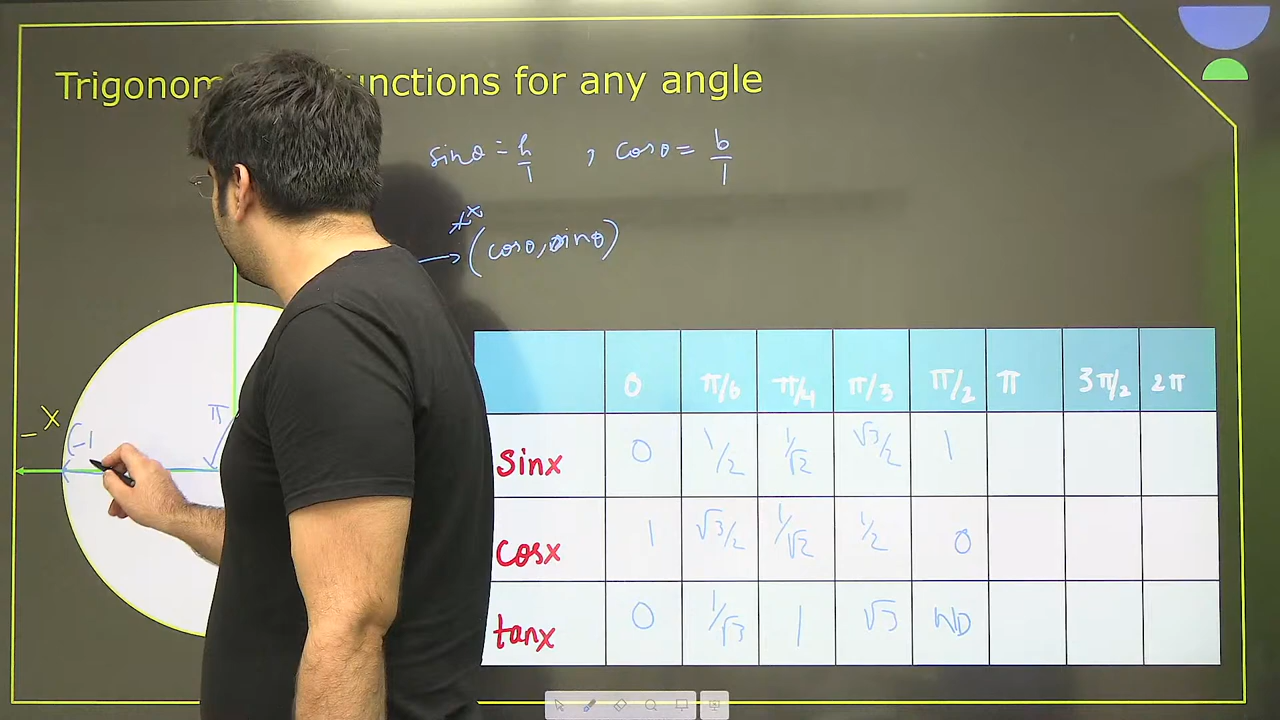 Trigonom unctions for any angle
sinθ = h/1 , cosθ = b/1
xx
→ (cosθ, sinθ)
π
-X
(-1
0 π/6 π/4 π/3 π/2 π 3π/2 2π
sinx 0 1/2 1/√2 √3/2 1
cosx 1 √3/2 1/√2 1/2 0
tanx 0 1/√3 1 √3 ND